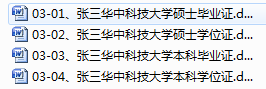 03-01、张三华中科技大学硕士毕业证.d...
03-02、张三华中科技大学硕士学位证.d...
03-03、张三华中科技大学本科毕业证.d...
03-04、张三华中科技大学本科学位证.d...